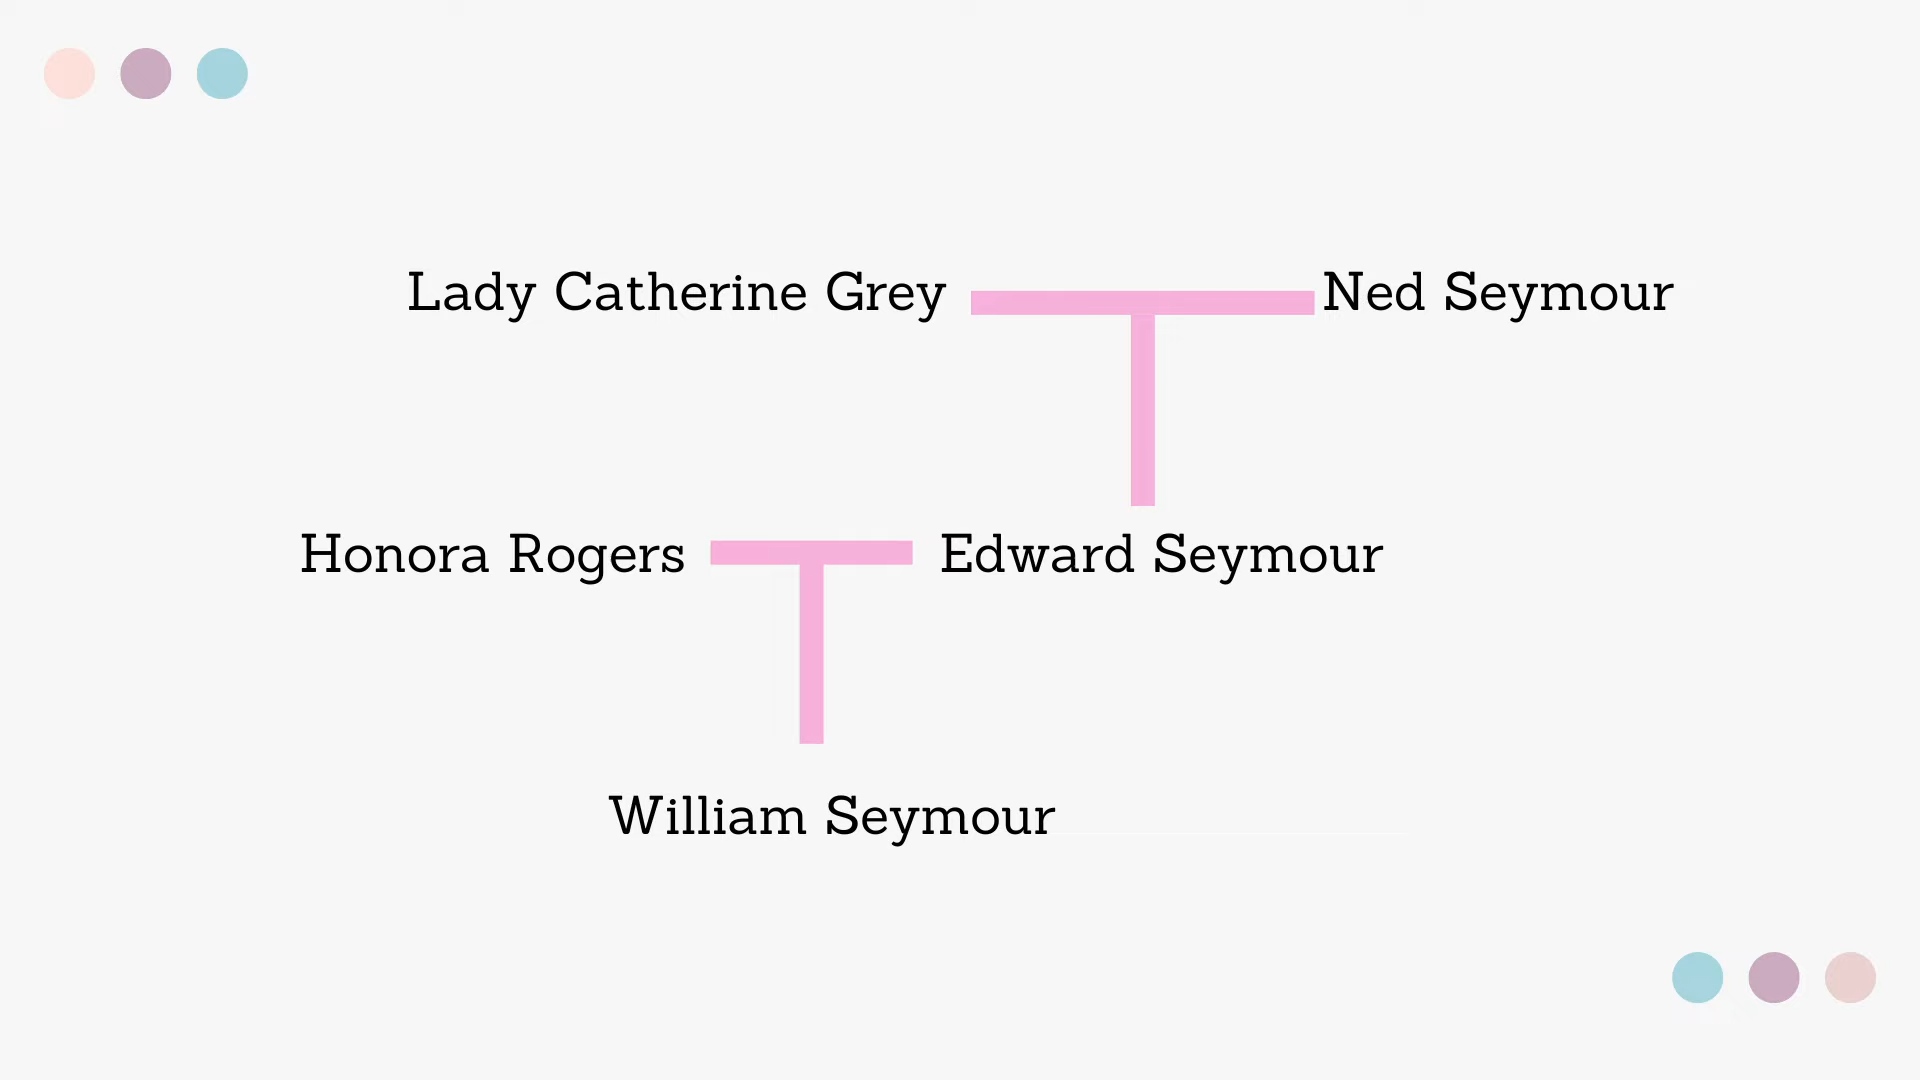 Lady Catherine Grey
Ned Seymour
Honora Rogers
Edward Seymour
William Seymour